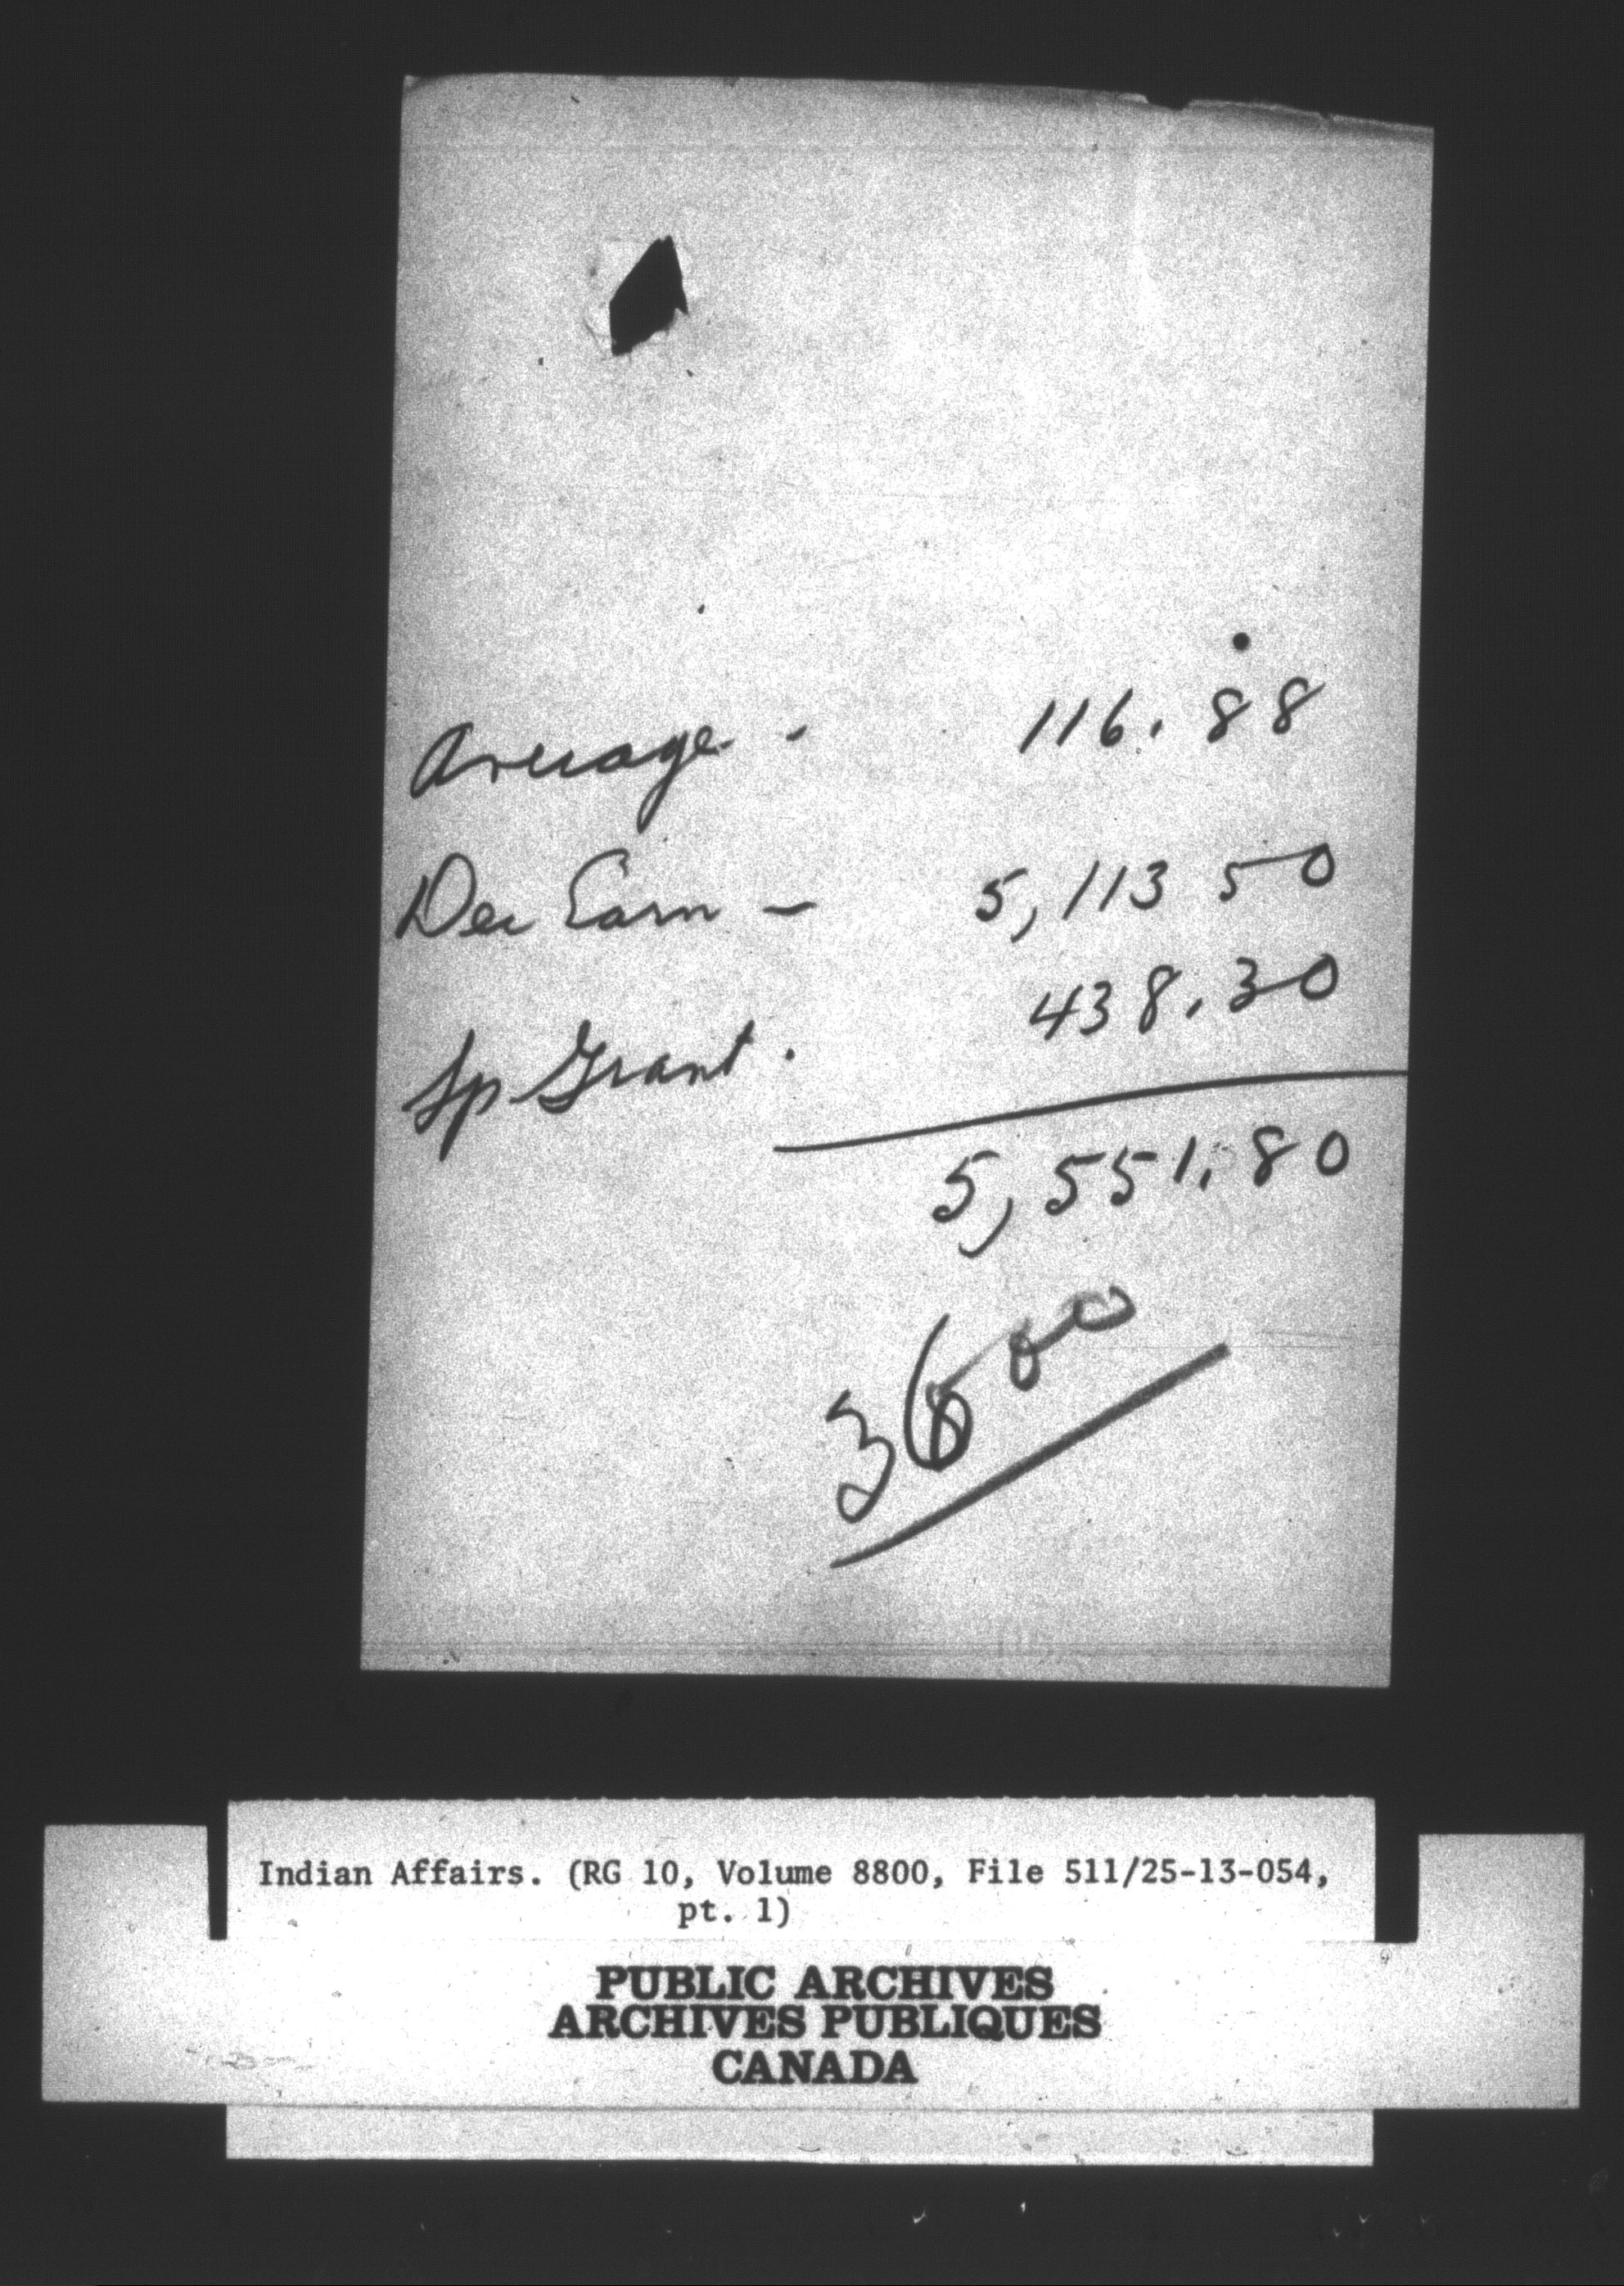 Average - 116.88
Dec Earn - 5,113 50
Sp Grant. 438.30
5,551.80
Indian Affairs. (RG 10, Volume 8800, File 511/25-13-054,
pt. 1)
PUBLIC ARCHIVES
ARCHIVES PUBLIQUES
CANADA